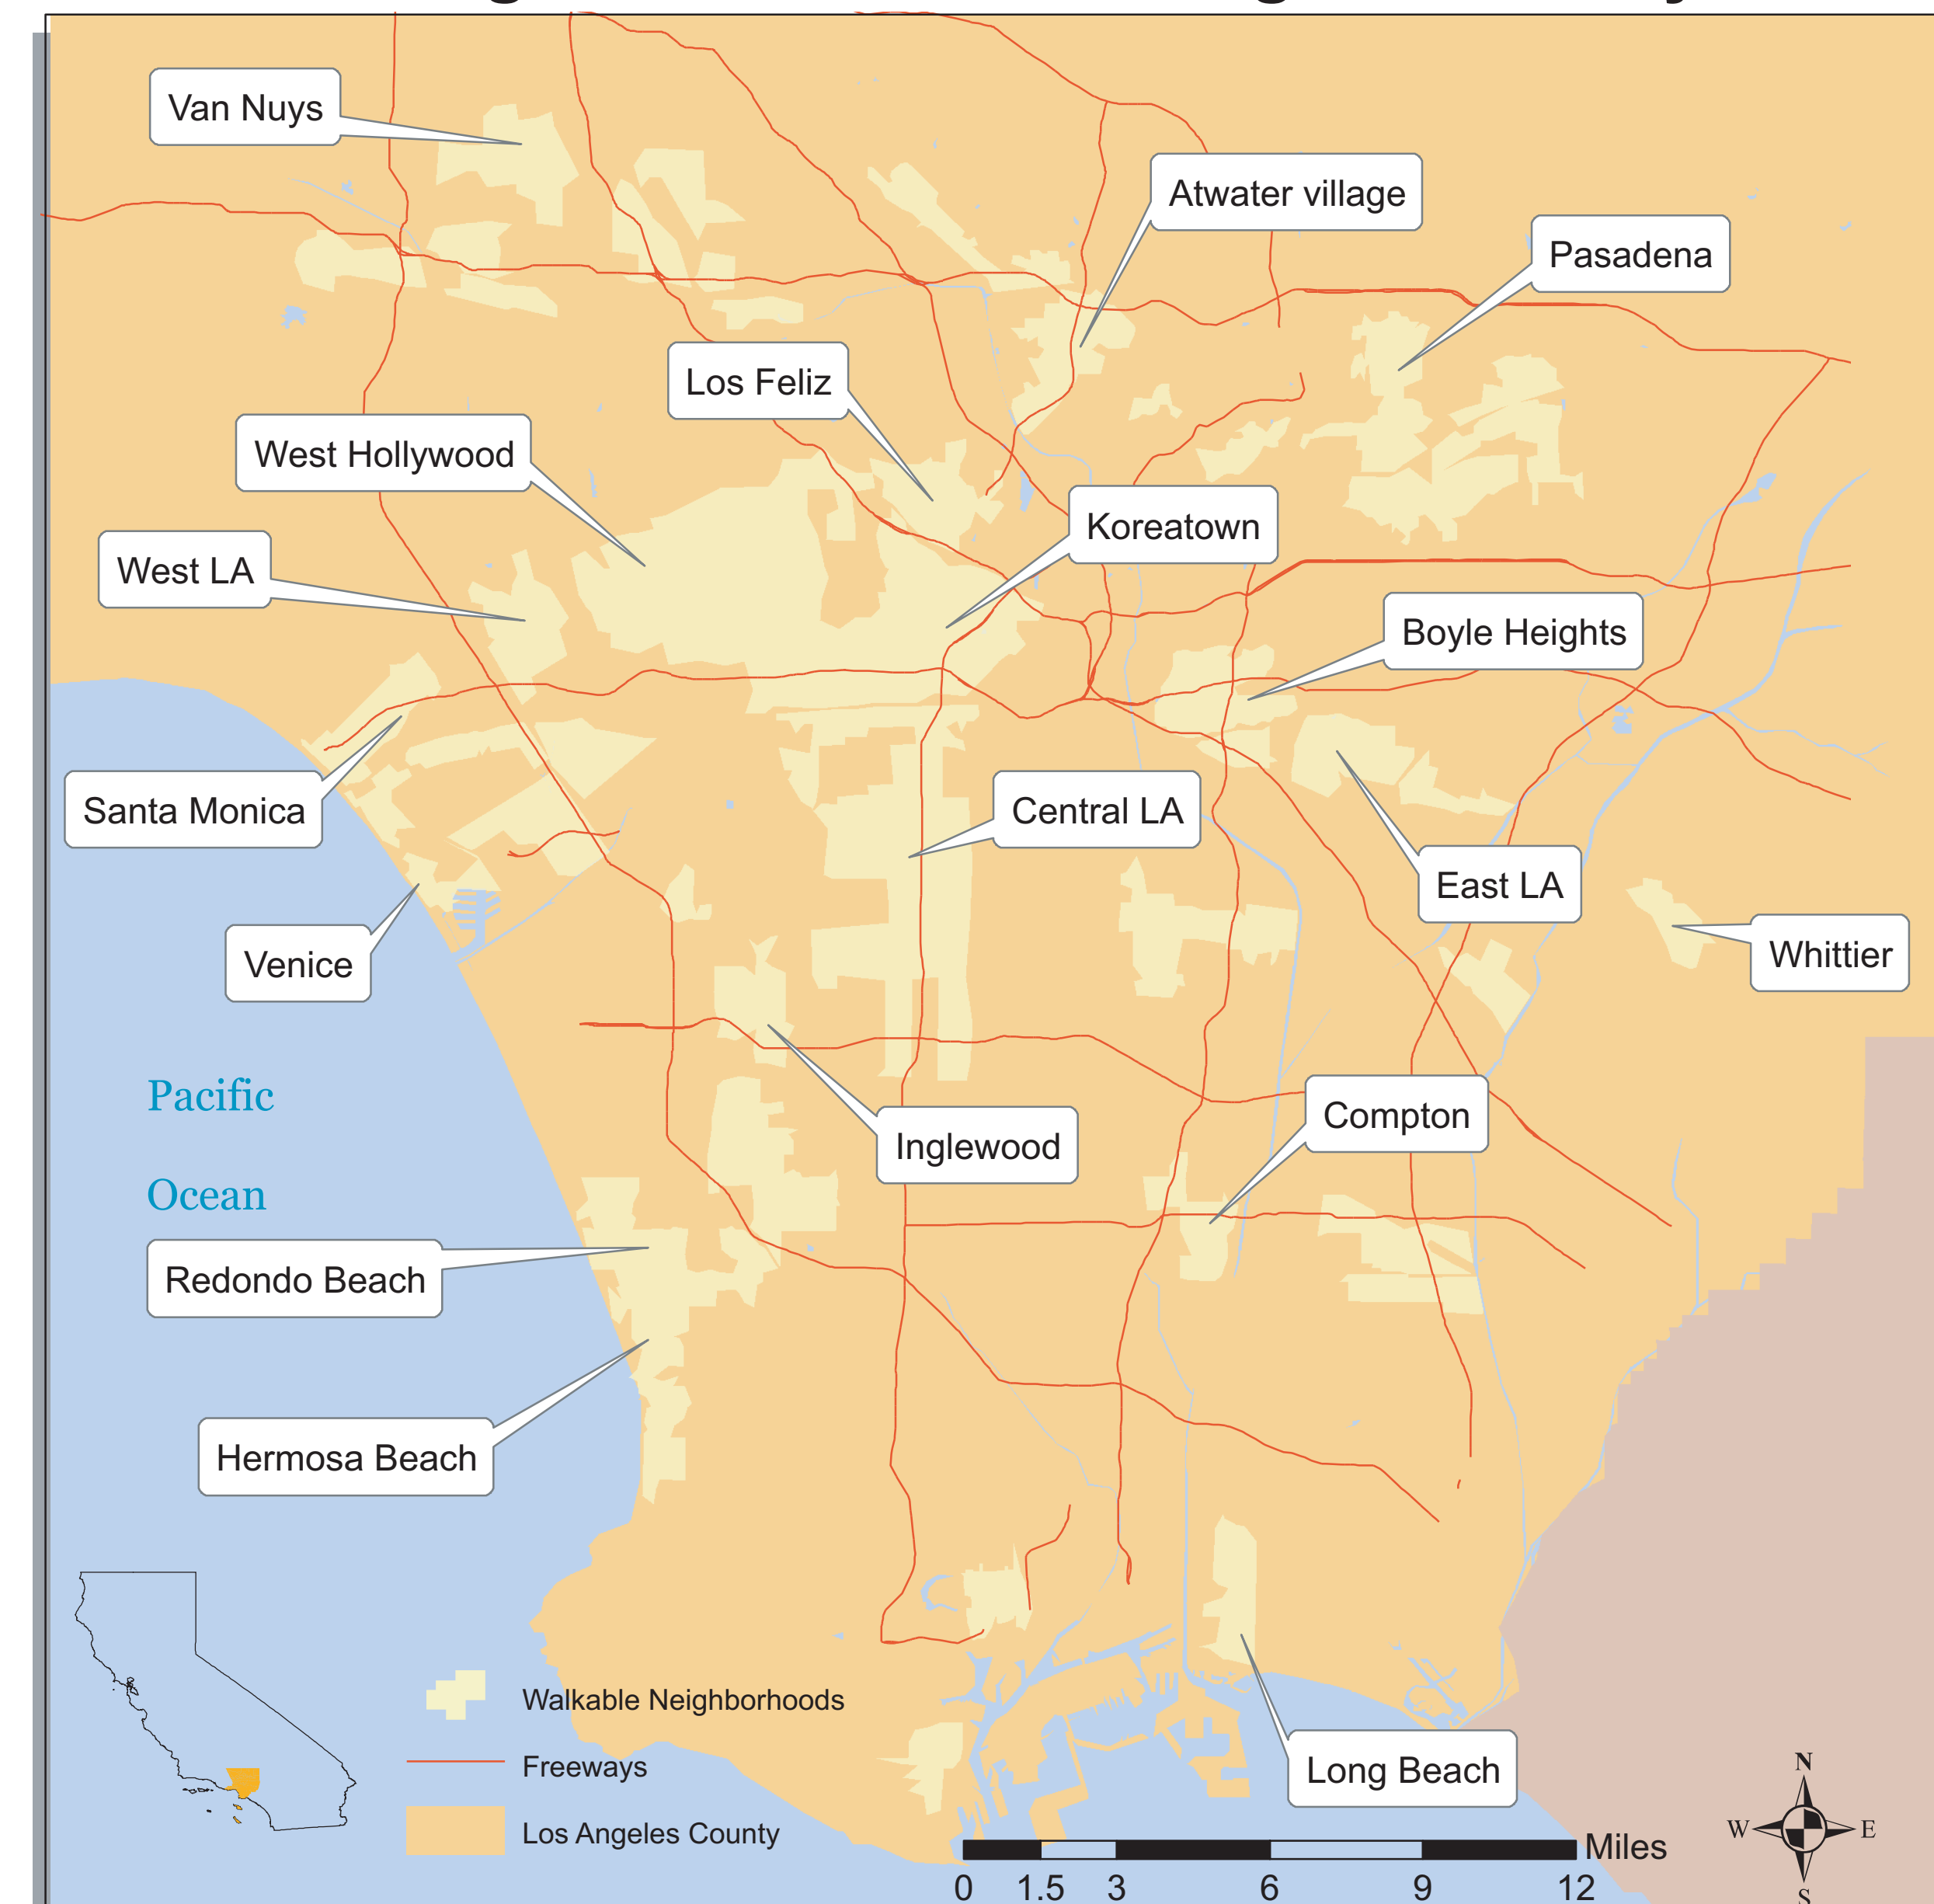 Van Nuys
Atwater village
Pasadena
Los Feliz
West Hollywood
Koreatown
West LA
Boyle Heights
Santa Monica
Central LA
East LA
Venice
Whittier
Pacific
Ocean
Compton
Inglewood
Redondo Beach
Hermosa Beach
Walkable Neighborhoods
Freeways
Los Angeles County
Long Beach
N
W
E
S
Miles
0 1.5 3 6 9 12